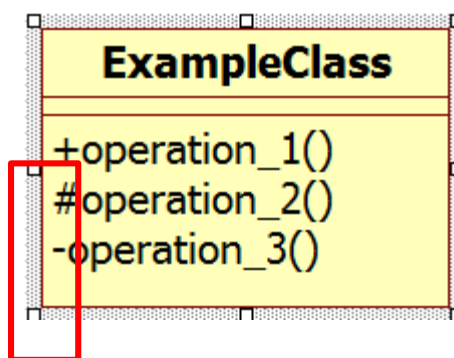 ExampleClass
+operation_1()
#operation_2()
-operation_3()